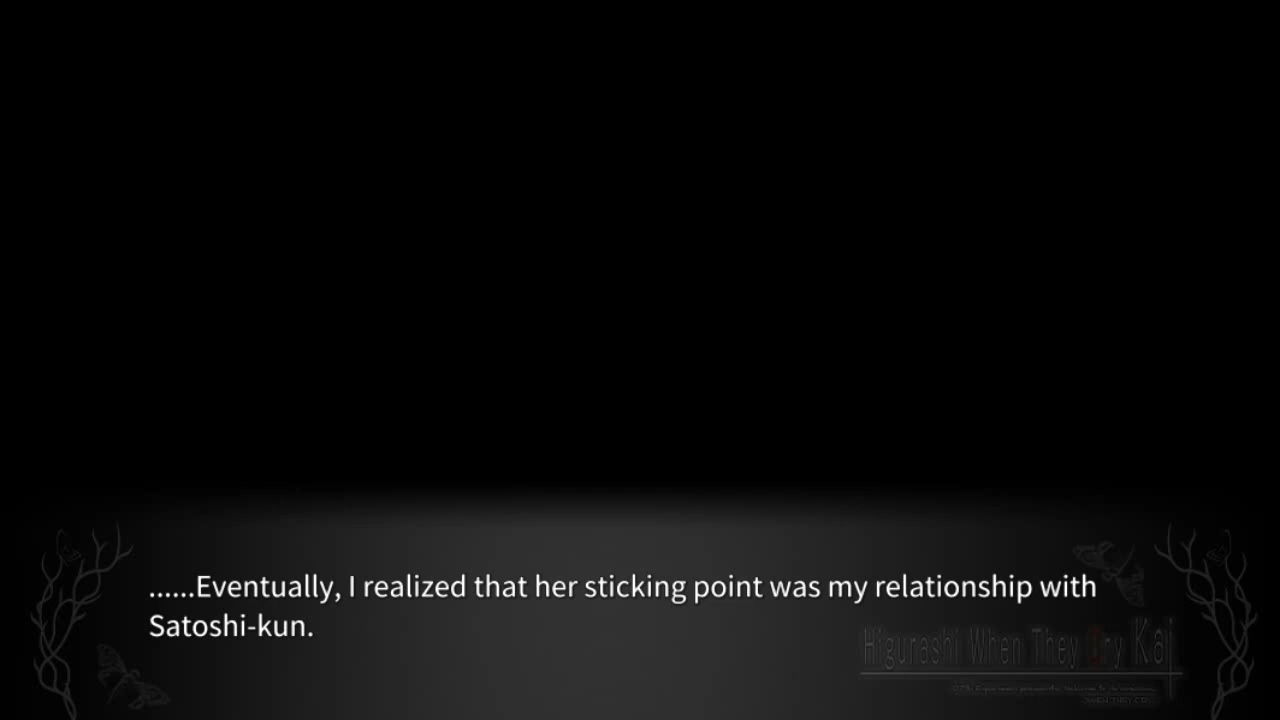 ......Eventually, I realized that her sticking point was my relationship with
Satoshi-kun.
Higurashi When They Cry Kai